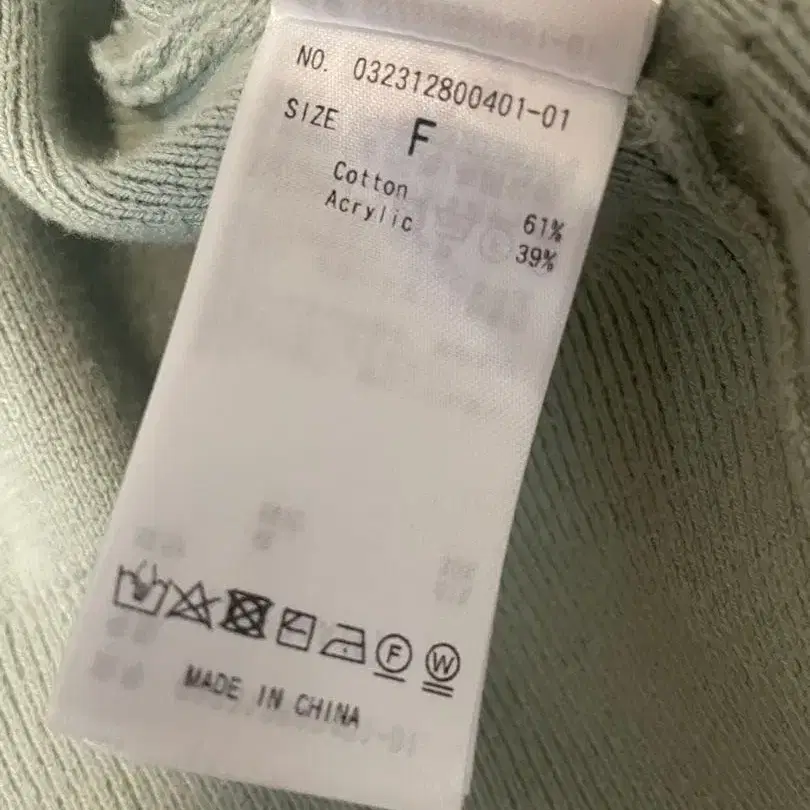 NO. 032312800401-01
SIZE F
Cotton 61%
Acrylic 39%
F W
MADE IN CHINA